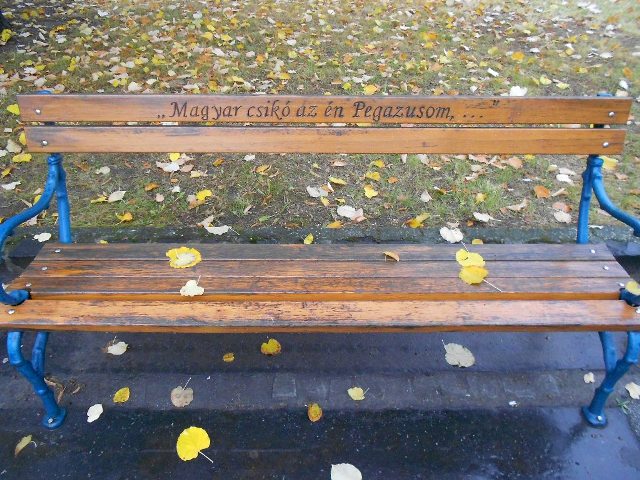 „Magyar csikó az én Pegazusom, ..."